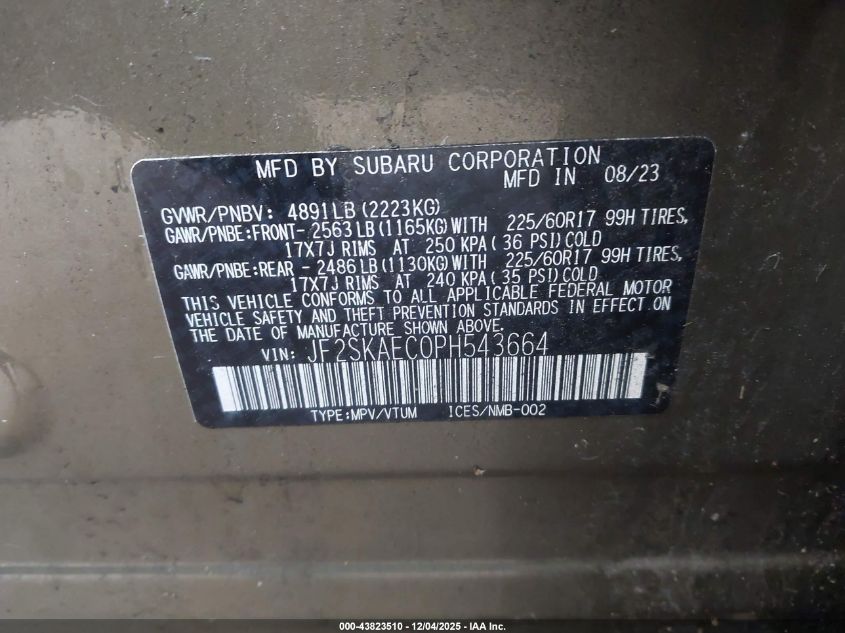 MFD BY SUBARU CORPORATION
MFD IN 08/23
GVWR/PNBV: 4891LB(2223KG)
GAWR/PNBE:FRONT- 2563LB(1165KG)WITH 225/60R17 99H TIRES,
17X7J RIMS AT 250 KPA( 36 PSI)COLD
GAWR/PNBE:REAR - 2486LB(1130KG)WITH 225/60R17 99H TIRES,
17X7J RIMS AT 240 KPA( 35 PSI)COLD
THIS VEHICLE CONFORMS TO ALL APPLICABLE FEDERAL MOTOR
VEHICLE SAFETY AND THEFT PREVENTION STANDARDS IN EFFECT ON
THE DATE OF MANUFACTURE SHOWN ABOVE.
VIN: JF2SKAEC0PH543664
TYPE:MPV/VTUM ICES/NMB-002
000-43823510 - 12/04/2025 - IAA Inc.